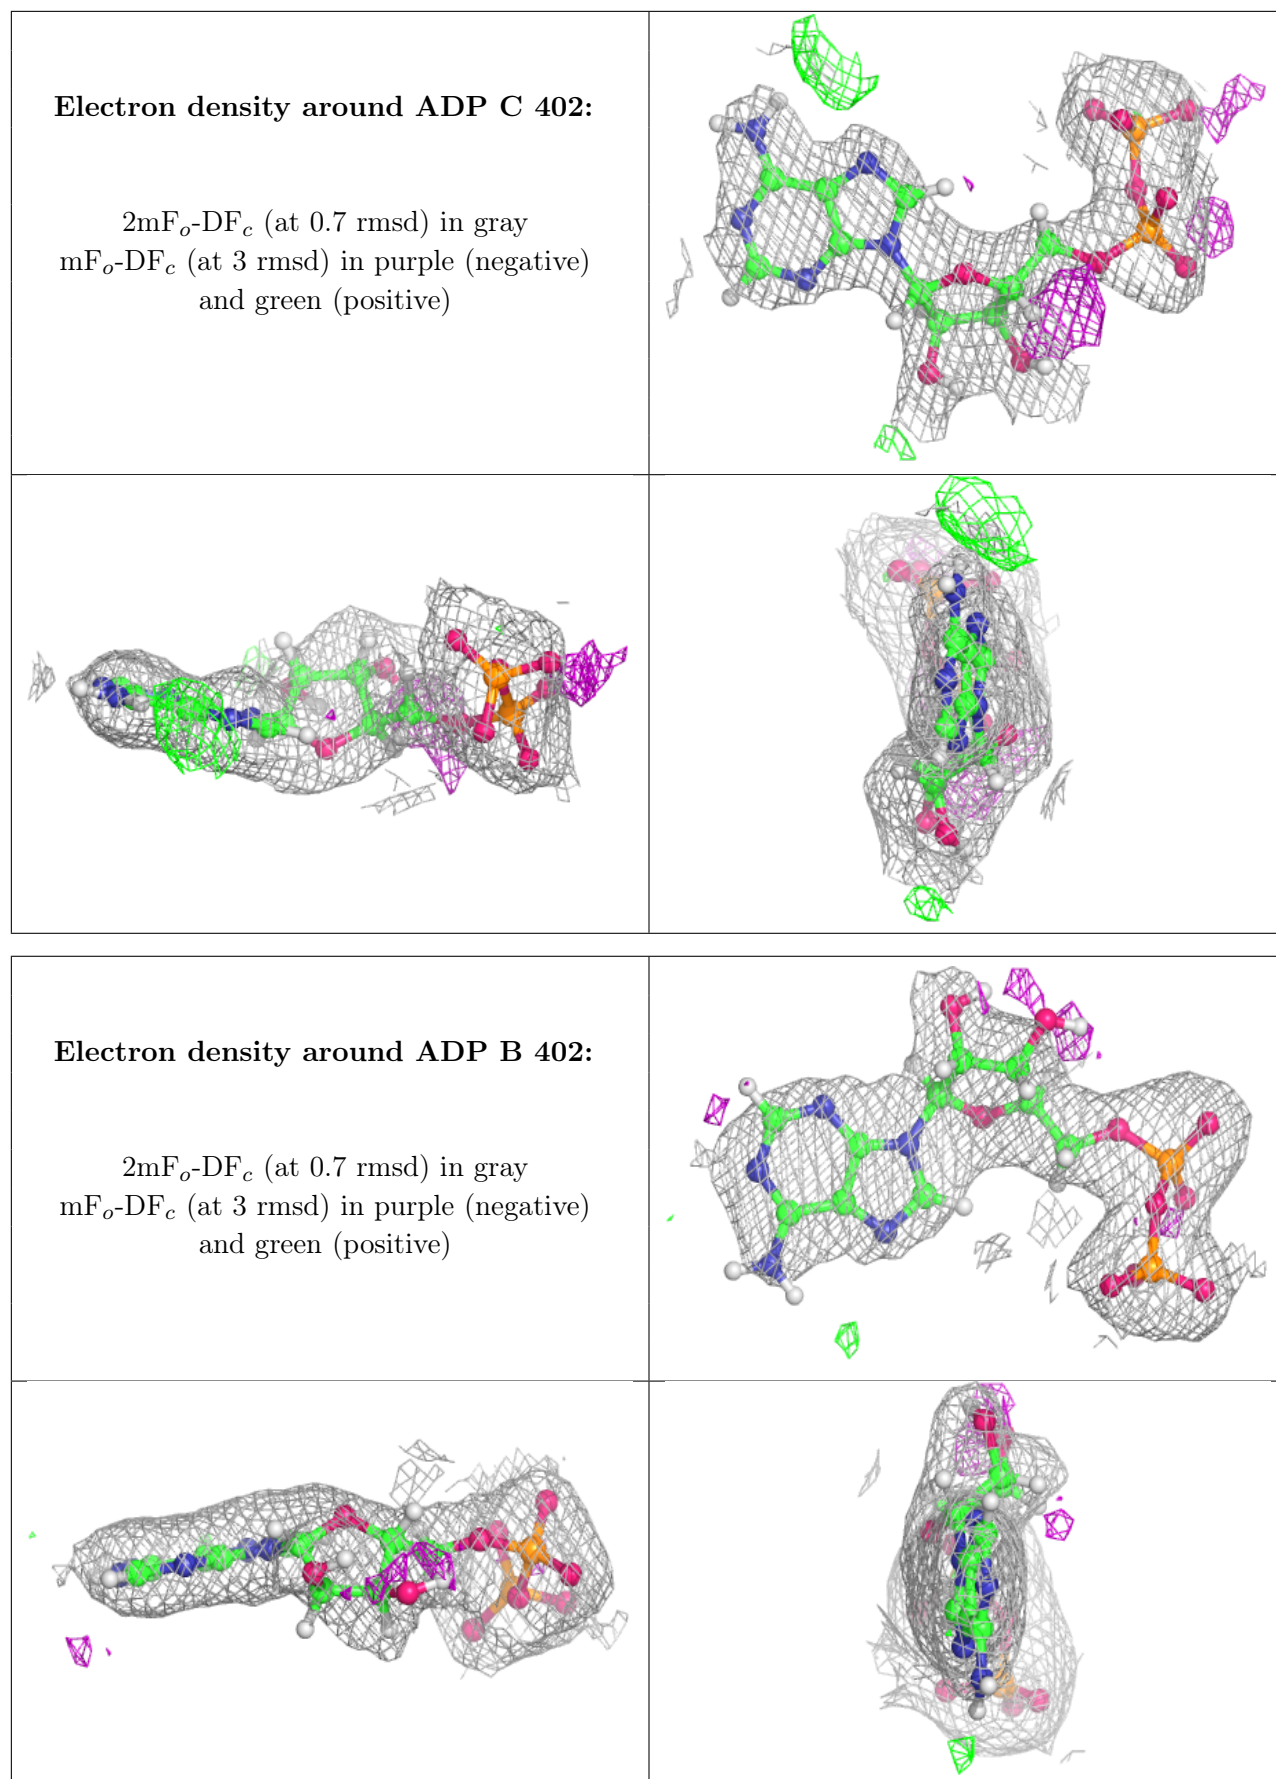 Electron density around ADP C 402:
2mFo-DFc (at 0.7 rmsd) in gray
mFo-DFc (at 3 rmsd) in purple (negative)
and green (positive)
Electron density around ADP B 402:
2mFo-DFc (at 0.7 rmsd) in gray
mFo-DFc (at 3 rmsd) in purple (negative)
and green (positive)